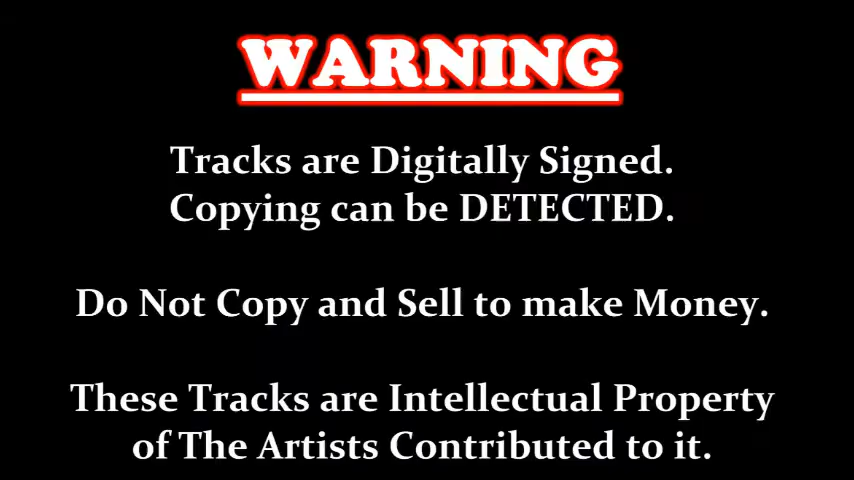 WARNING
Tracks are Digitally Signed.
Copying can be DETECTED.
Do Not Copy and Sell to make Money.
These Tracks are Intellectual Property
of The Artists Contributed to it.